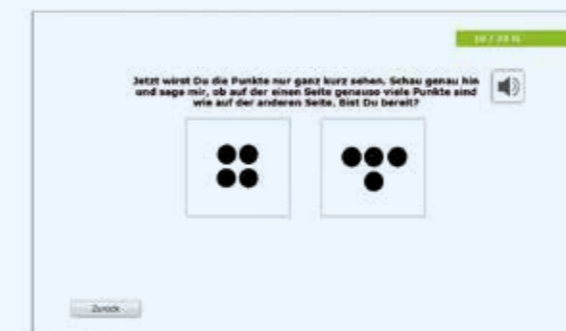 Jetzt wirst Du die Punkte nur ganz kurz sehen. Schau genau hin
und sage mir, ob auf der einen Seite genauso viele Punkte sind
wie auf der anderen Seite. Bist Du bereit?
Zurück